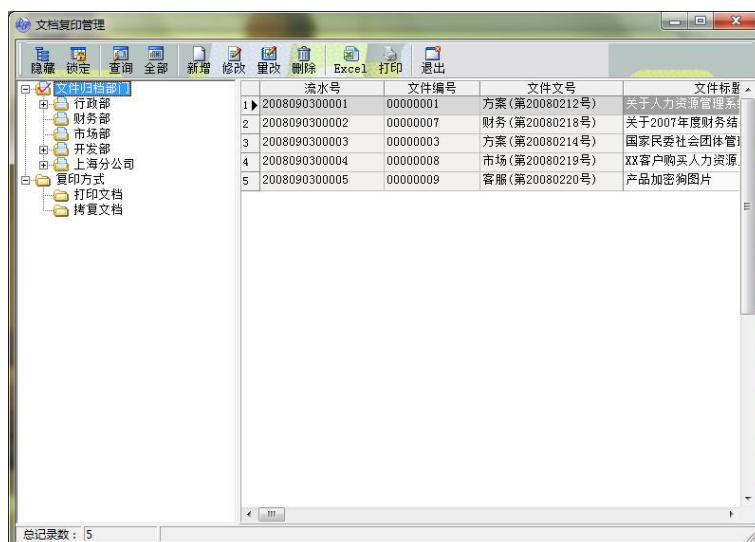 文档复印管理
隐藏 锁定 查询 全部 新增 修改 重改 删除 Excel 打印 退出
文件归档部门
行政部
财务部
市场部
开发部
上海分公司
复印方式
打印文档
拷复文档
流水号 文件编号 文件文号 文件标题
1 2008090300001 00000001 方案(第20080212号) 关于人力资源管理系
2 2008090300002 00000007 财务(第20080218号) 关于2007年度财务结
3 2008090300003 00000003 方案(第20080214号) 国家民委社会团体管
4 2008090300004 00000008 市场(第20080219号) XX客户购买人力资源
5 2008090300005 00000009 客服(第20080220号) 产品加密狗图片
总记录数: 5